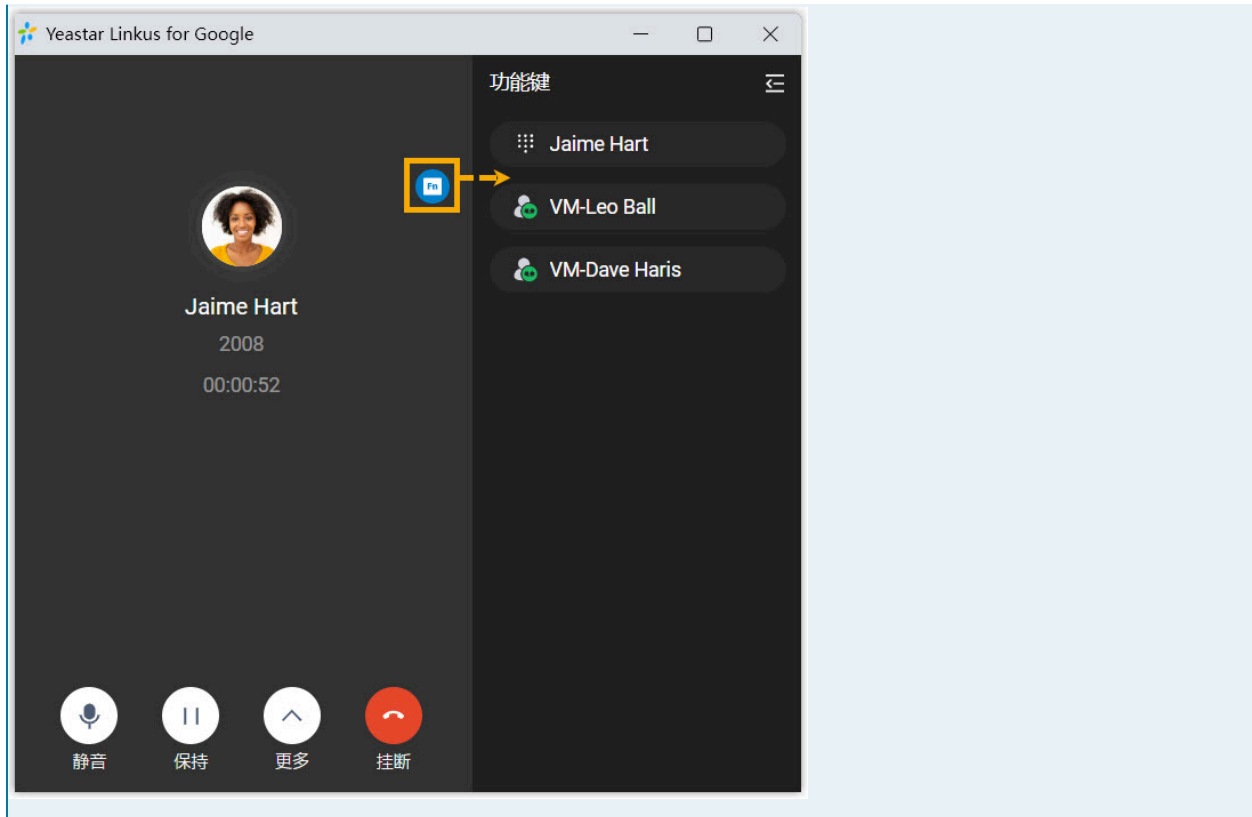 Yeastar Linkus for Google
功能键
Jaime Hart
Fn
VM-Leo Ball
VM-Dave Haris
Jaime Hart
2008
00:00:52
静音
保持
更多
挂断